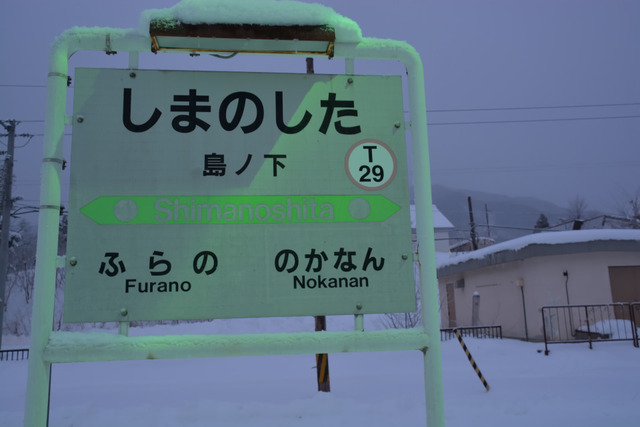 しまのした
島ノ下
T
29
Shimanoshita
ふらの
Furano
のかなん
Nokanan